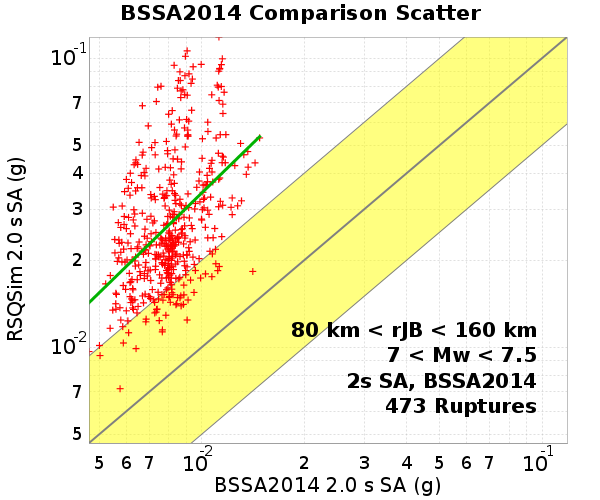 BSSA2014 Comparison Scatter
RSQSim 2.0 s SA (g)
10⁻¹
7
5
4
3
2
10⁻²
7
5
80 km < rJB < 160 km
7 < Mw < 7.5
2s SA, BSSA2014
473 Ruptures
5 6 7 10⁻² 2 3 4 5 6 7 10⁻¹
BSSA2014 2.0 s SA (g)